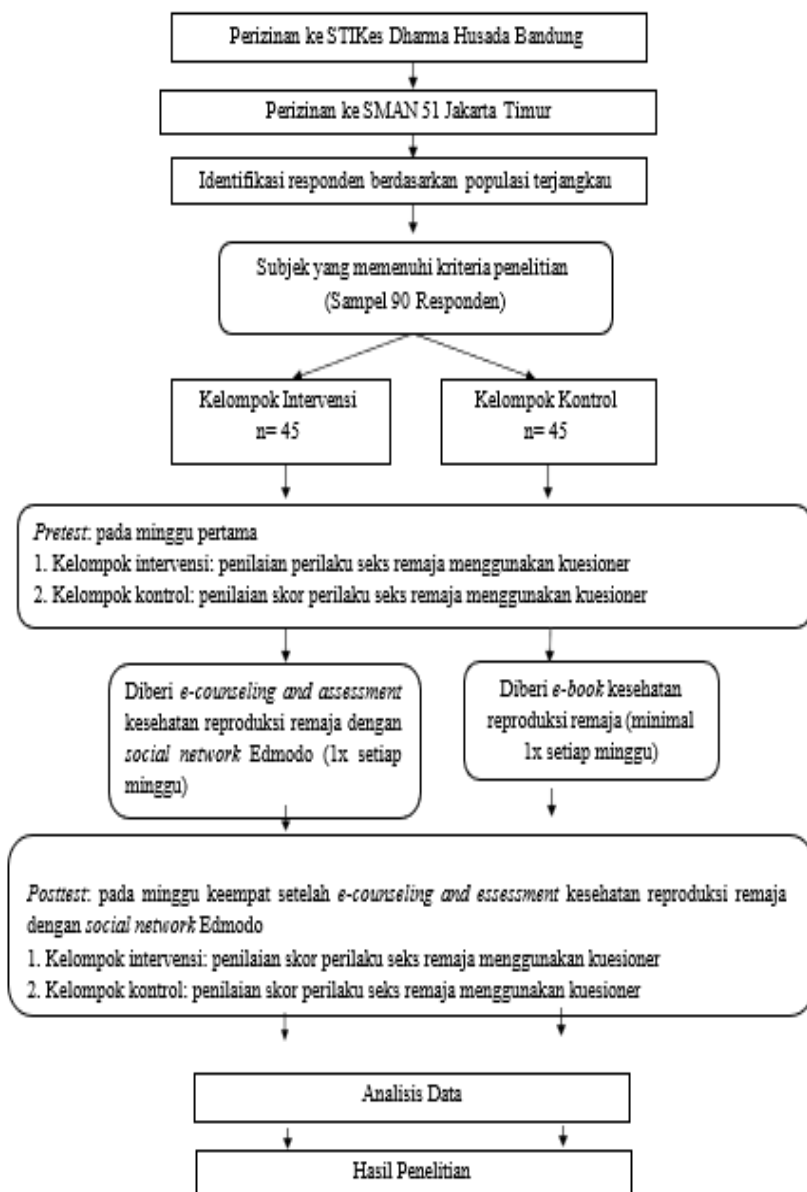 Perizinan ke STIKes Dharma Husada Bandung
Perizinan ke SMAN 51 Jakarta Timur
Identifikasi responden berdasarkan populasi terjangkau
Subjek yang memenuhi kriteria penelitian
(Sampel 90 Responden)
Kelompok Intervensi
n= 45
Kelompok Kontrol
n= 45
Pretest: pada minggu pertama
1. Kelompok intervensi: penilaian perilaku seks remaja menggunakan kuesioner
2. Kelompok kontrol: penilaian skor perilaku seks remaja menggunakan kuesioner
Diberi e-counseling and assessment
kesehatan reproduksi remaja dengan
social network Edmodo (1x setiap
minggu)
Diberi e-book kesehatan
reproduksi remaja (minimal
1x setiap minggu)
Posttest: pada minggu keempat setelah e-counseling and essessment kesehatan reproduksi remaja
dengan social network Edmodo
1. Kelompok intervensi: penilaian skor perilaku seks remaja menggunakan kuesioner
2. Kelompok kontrol: penilaian skor perilaku seks remaja menggunakan kuesioner
Analisis Data
Hasil Penelitian